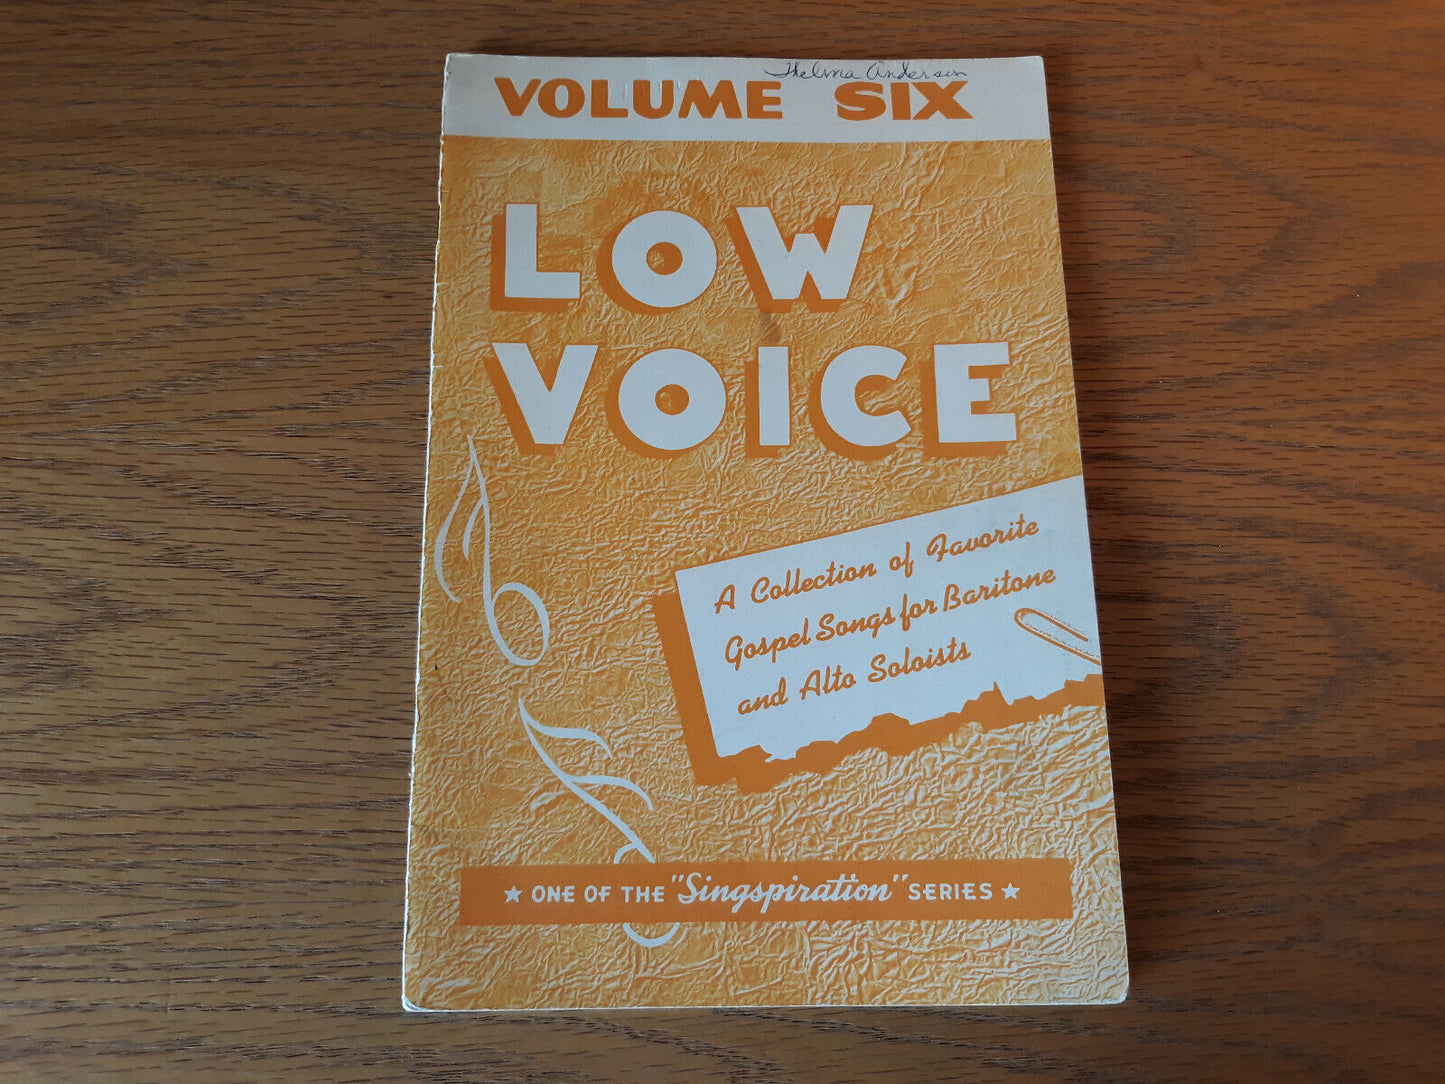 Thelma Anderson
VOLUME SIX
LOW
VOICE
A Collection of Favorite
Gospel Songs for Baritone
and Alto Soloists
★ ONE OF THE "Singspiration" SERIES ★